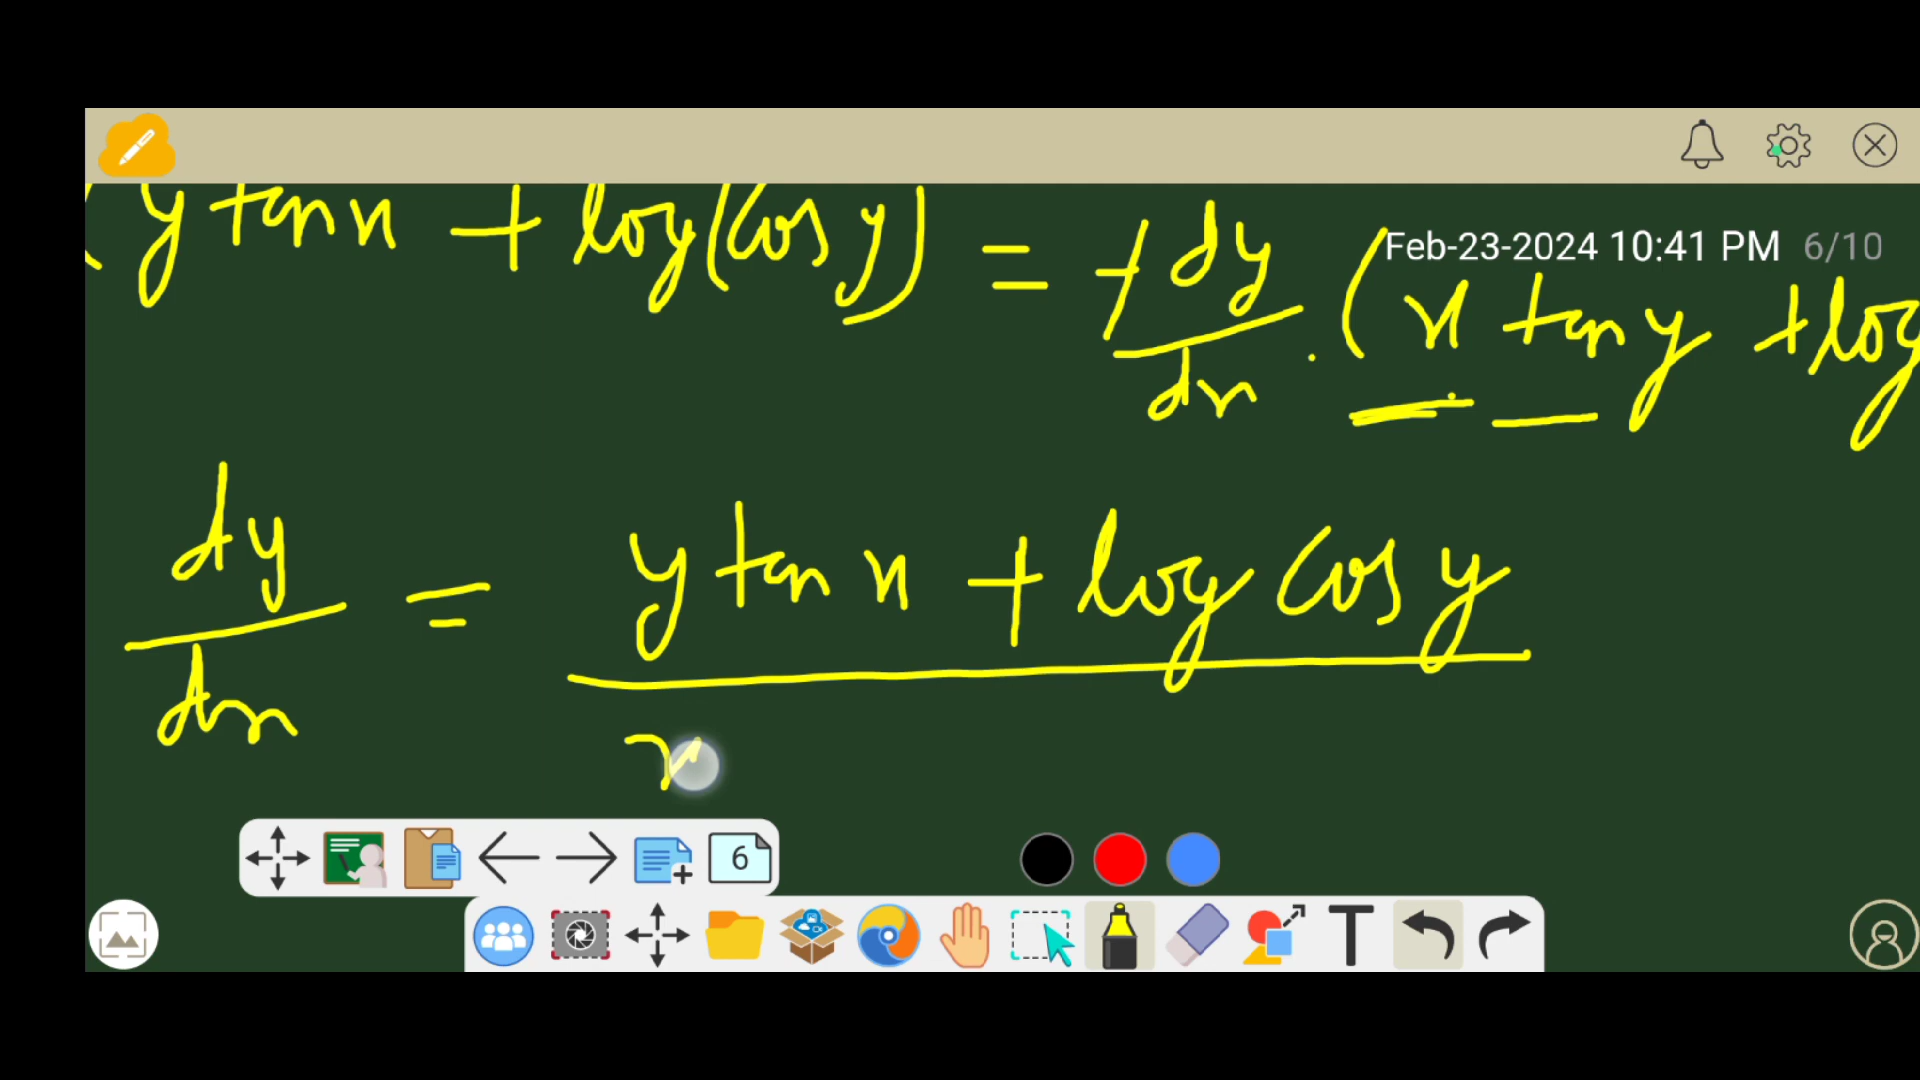 (y tan x + log(cos y) = + dy/dx . (x tan y + log
Feb-23-2024 10:41 PM 6/10
dy/dx = y tan x + log cos y
x
6
T